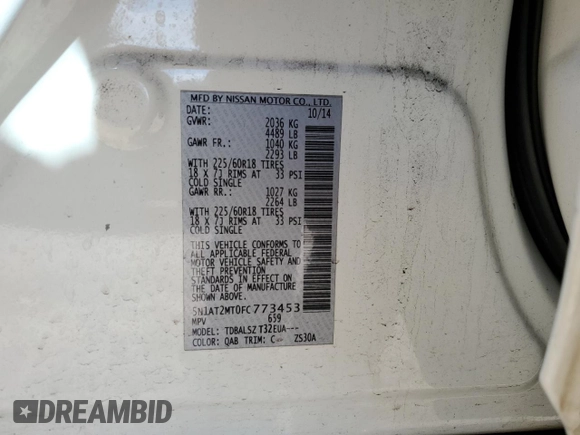 MFD BY NISSAN MOTOR CO., LTD.
DATE: 10/14
GVWR: 2036 KG
4489 LB
GAWR FR.: 1040 KG
2293 LB
WITH 225/60R18 TIRES
18 X 7J RIMS AT 33 PSI
COLD SINGLE
GAWR RR.: 1027 KG
2264 LB
WITH 225/60R18 TIRES
18 X 7J RIMS AT 33 PSI
COLD SINGLE
THIS VEHICLE CONFORMS TO
ALL APPLICABLE FEDERAL
MOTOR VEHICLE SAFETY AND
THEFT PREVENTION
STANDARDS IN EFFECT ON
THE DATE OF MANUFACTURE
SHOWN ABOVE.
5N1AT2MT0FC773453
MPV 659
MODEL: TDBALSZ T32EUA---
COLOR: QAB TRIM: C-- ZS30A
DREAMBID